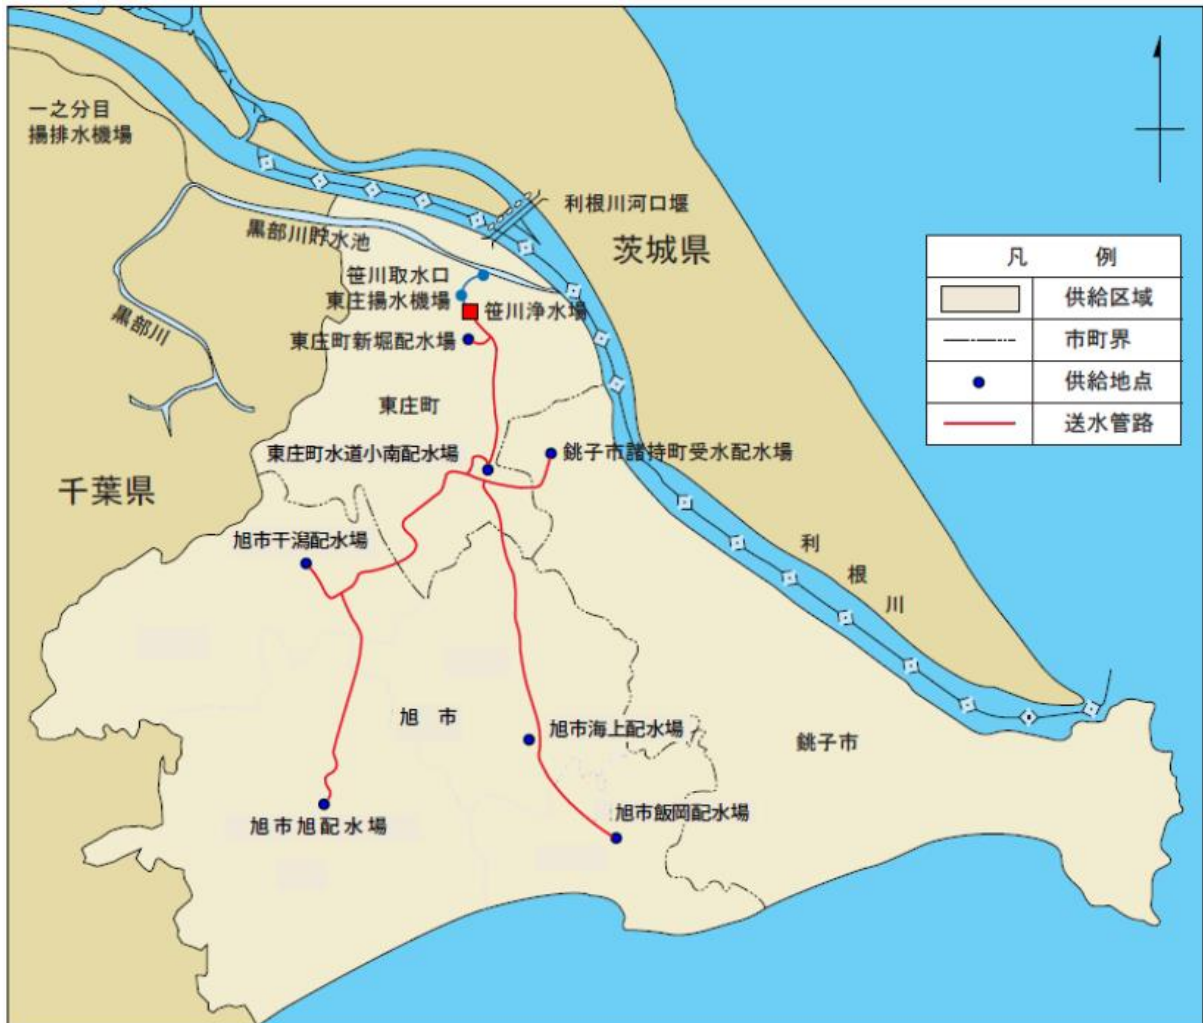 一之分目
揚排水機場
利根川河口堰
黒部川貯水池
茨城県
笹川取水口
東庄揚水機場
笹川浄水場
黒部川
東庄町新堀配水場
東庄町
東庄町水道小南配水場
銚子市諸持町受水配水場
千葉県
旭市干潟配水場
利根川
旭 市
旭市海上配水場
銚子市
旭市飯岡配水場
旭市旭配水場
凡 例
供給区域
市町界
供給地点
送水管路